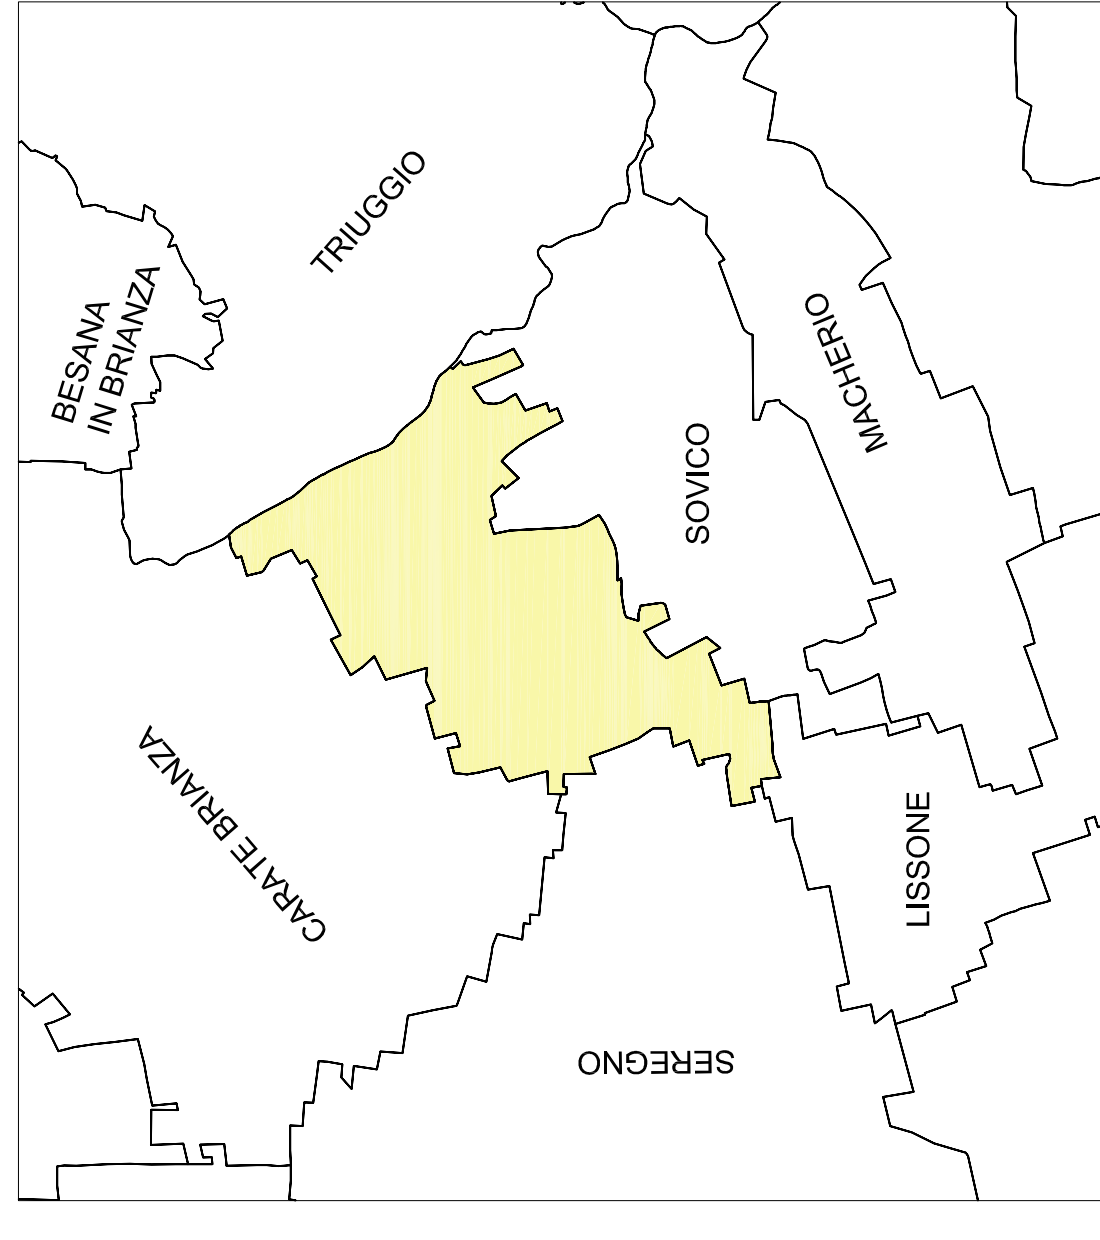 TRIUGGIO
BESANA
IN BRIANZA
MACHERIO
SOVICO
CARATE BRIANZA
LISSONE
SEREGNO